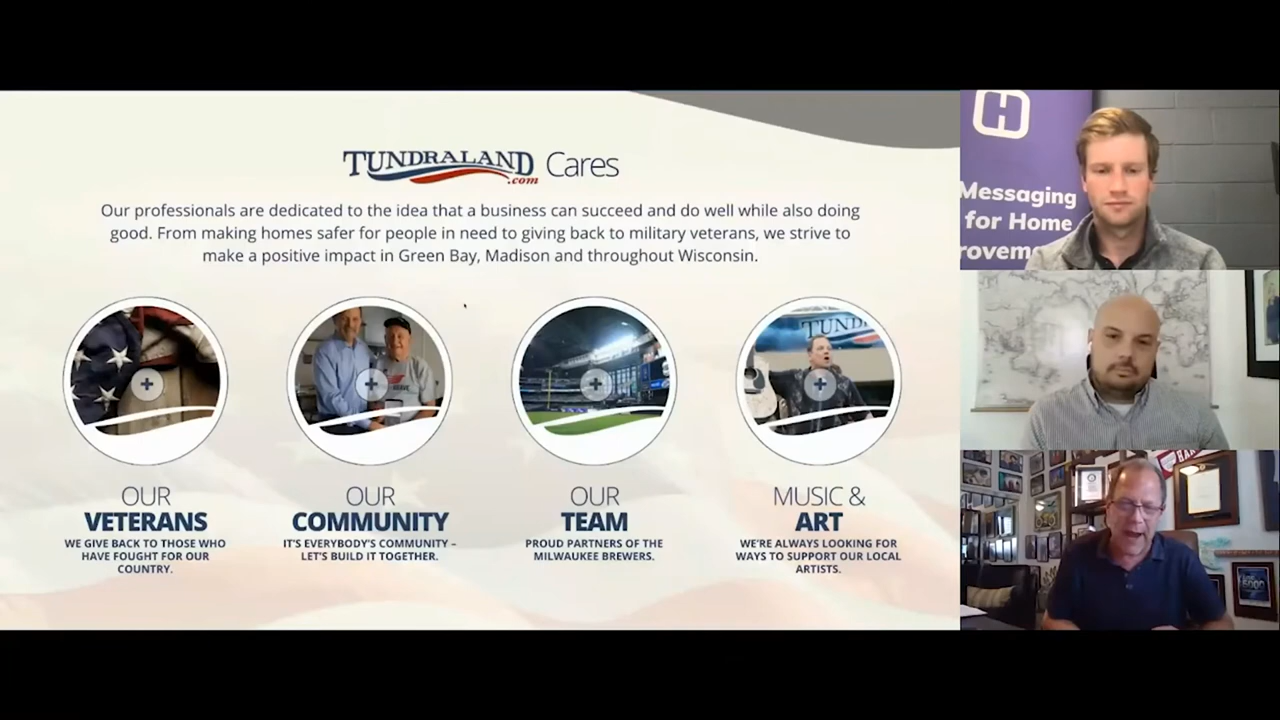 TUNDRALAND
.com
Cares
Our professionals are dedicated to the idea that a business can succeed and do well while also doing
good. From making homes safer for people in need to giving back to military veterans, we strive to
make a positive impact in Green Bay, Madison and throughout Wisconsin.
OUR
VETERANS
WE GIVE BACK TO THOSE WHO
HAVE FOUGHT FOR OUR
COUNTRY.
OUR
COMMUNITY
IT'S EVERYBODY'S COMMUNITY –
LET'S BUILD IT TOGETHER.
OUR
TEAM
PROUD PARTNERS OF THE
MILWAUKEE BREWERS.
TUND
MUSIC &
ART
WE'RE ALWAYS LOOKING FOR
WAYS TO SUPPORT OUR LOCAL
ARTISTS.
H
Messaging
for Home
rovem
HAR
5000